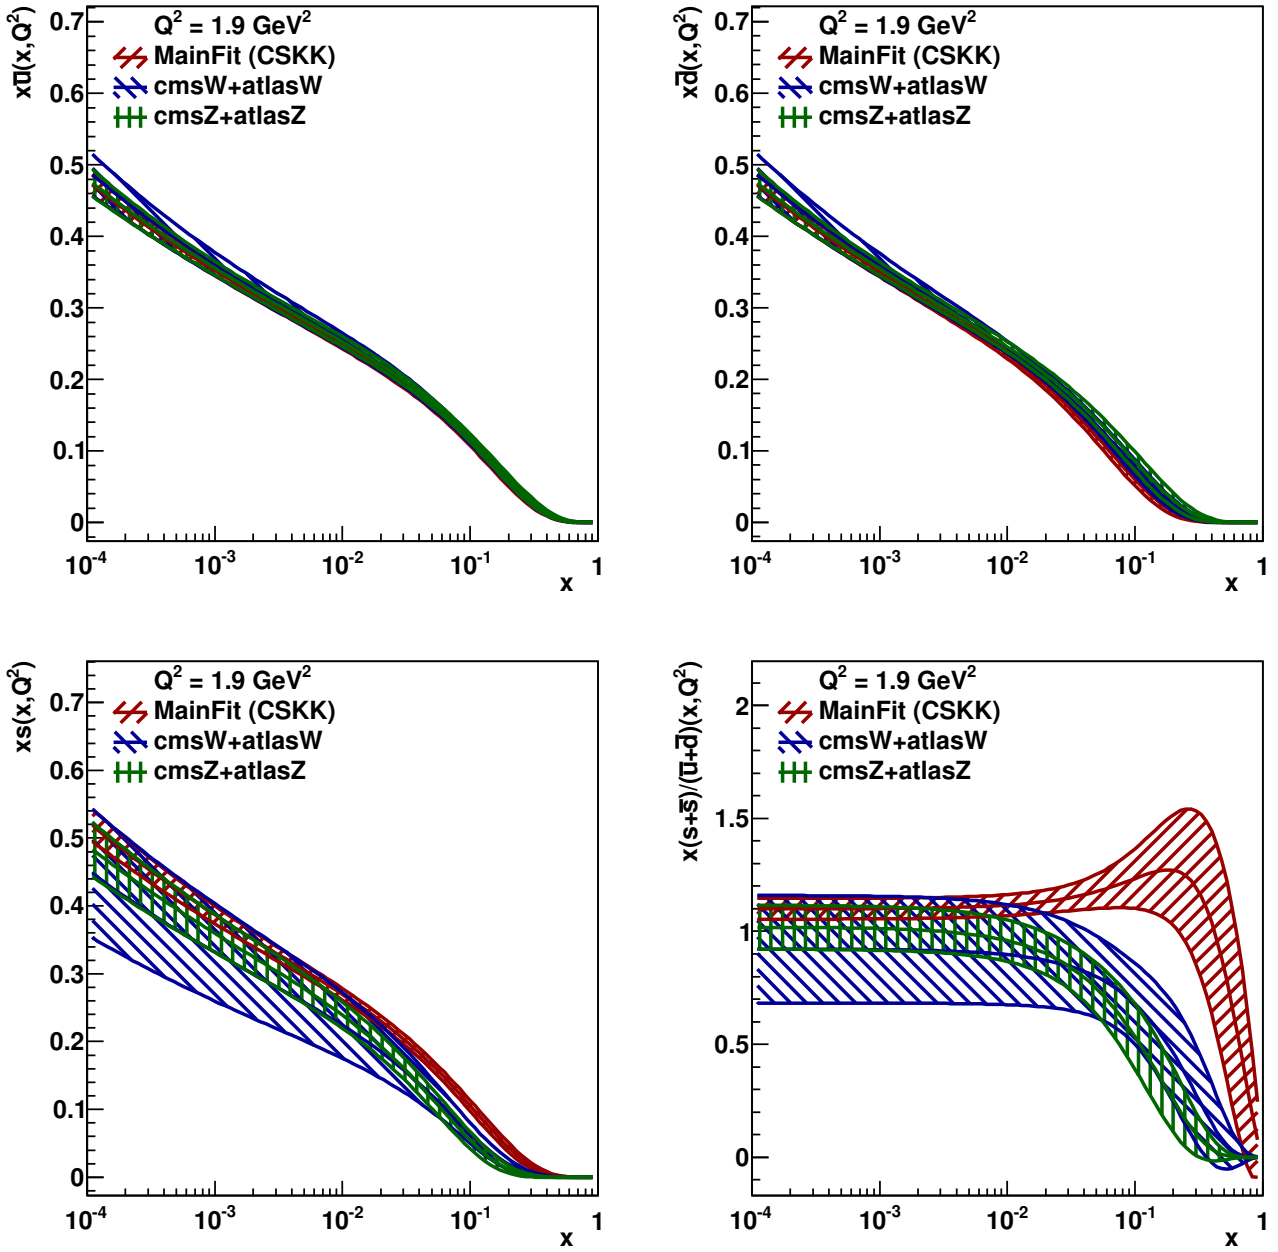 xu̅(x,Q²)
0.7
0.6
0.5
0.4
0.3
0.2
0.1
0
Q² = 1.9 GeV²
MainFit (CSKK)
cmsW+atlasW
cmsZ+atlasZ
10⁻⁴
10⁻³
10⁻²
10⁻¹
1
x
xd̅(x,Q²)
0.7
0.6
0.5
0.4
0.3
0.2
0.1
0
Q² = 1.9 GeV²
MainFit (CSKK)
cmsW+atlasW
cmsZ+atlasZ
10⁻⁴
10⁻³
10⁻²
10⁻¹
1
x
xs(x,Q²)
0.7
0.6
0.5
0.4
0.3
0.2
0.1
0
Q² = 1.9 GeV²
MainFit (CSKK)
cmsW+atlasW
cmsZ+atlasZ
10⁻⁴
10⁻³
10⁻²
10⁻¹
1
x
x(s+s̅)/(u̅+d̅)(x,Q²)
2
1.5
1
0.5
0
Q² = 1.9 GeV²
MainFit (CSKK)
cmsW+atlasW
cmsZ+atlasZ
10⁻⁴
10⁻³
10⁻²
10⁻¹
1
x